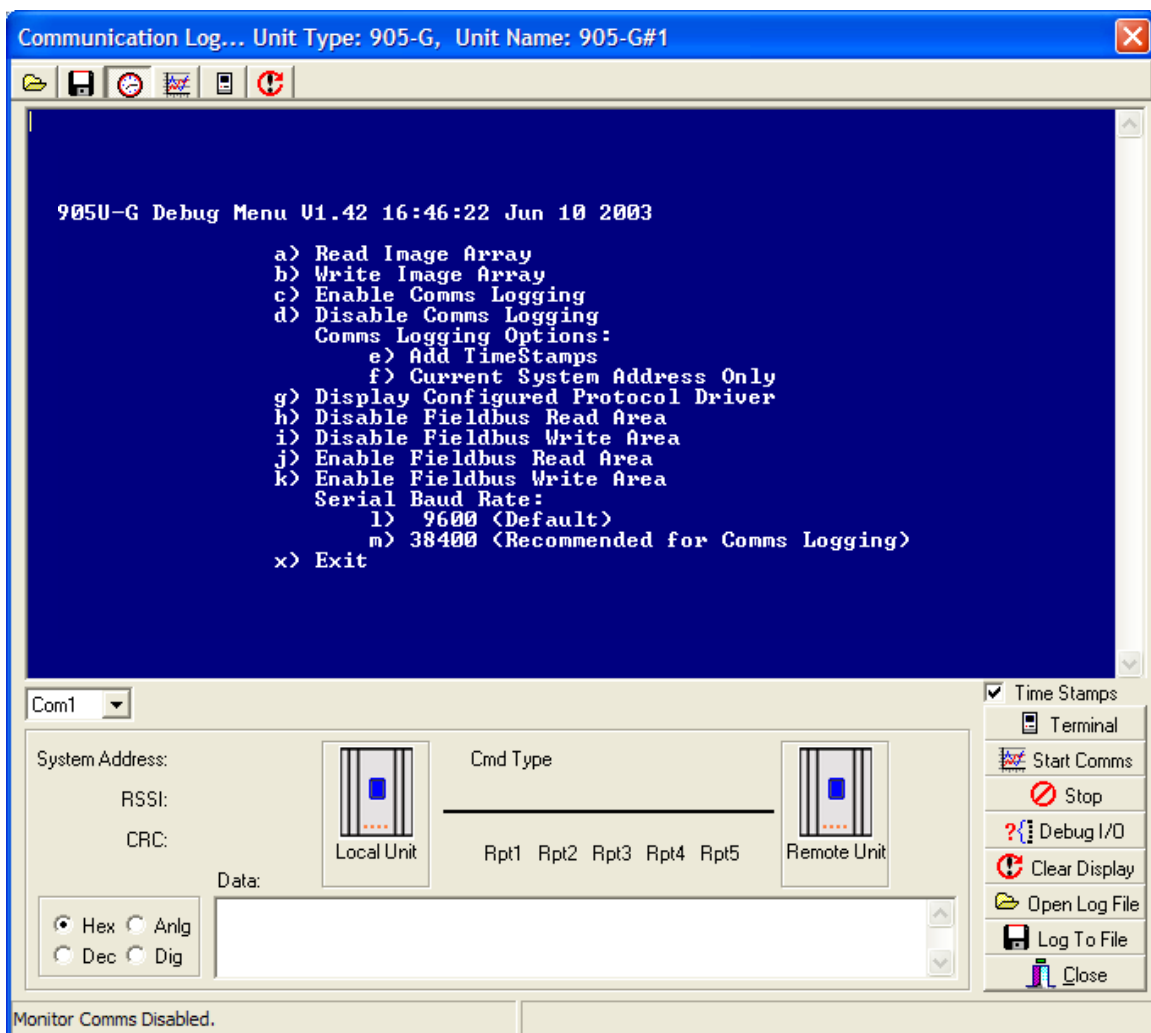 Communication Log... Unit Type: 905-G, Unit Name: 905-G#1
905U-G Debug Menu V1.42 16:46:22 Jun 10 2003
a) Read Image Array
b) Write Image Array
c) Enable Comms Logging
d) Disable Comms Logging
Comms Logging Options:
e) Add TimeStamps
f) Current System Address Only
g) Display Configured Protocol Driver
h) Disable Fieldbus Read Area
i) Disable Fieldbus Write Area
j) Enable Fieldbus Read Area
k) Enable Fieldbus Write Area
Serial Baud Rate:
l) 9600 (Default)
m) 38400 (Recommended for Comms Logging)
x) Exit
Com1
System Address:
RSSI:
CRC:
Local Unit
Cmd Type
Rpt1 Rpt2 Rpt3 Rpt4 Rpt5
Remote Unit
Data:
Hex Anlg
Dec Dig
Time Stamps
Terminal
Start Comms
Stop
?{ Debug I/O
Clear Display
Open Log File
Log To File
Close
Monitor Comms Disabled.